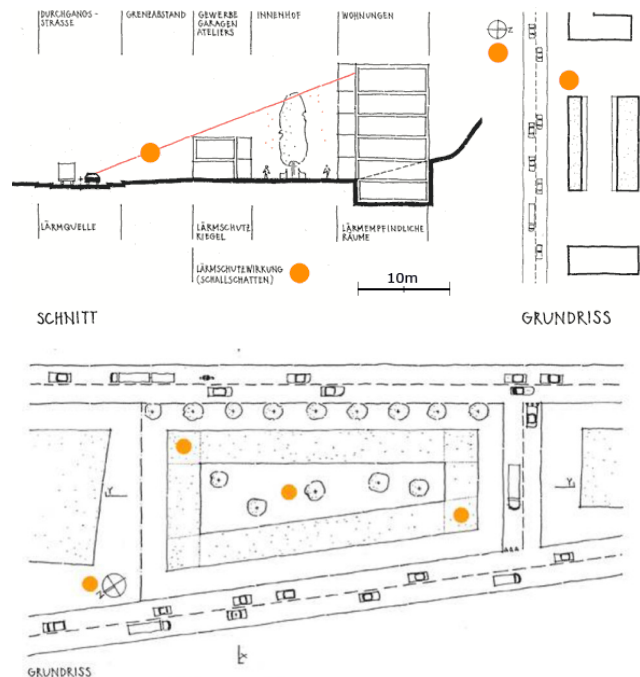 DURCHGANGS-
STRASSE
GRENZABSTAND
GEWERBE
GARAGEN
ATELIERS
INNENHOF
WOHNUNGEN
N
LÄRMQUELLE
LÄRMSCHUTZ
RIEGEL
LÄRMEMPFINDLICHE
RÄUME
LÄRMSCHUTZWIRKUNG
(SCHALLSCHATTEN)
10m
SCHNITT
GRUNDRISS
Y
Y
N
X
GRUNDRISS